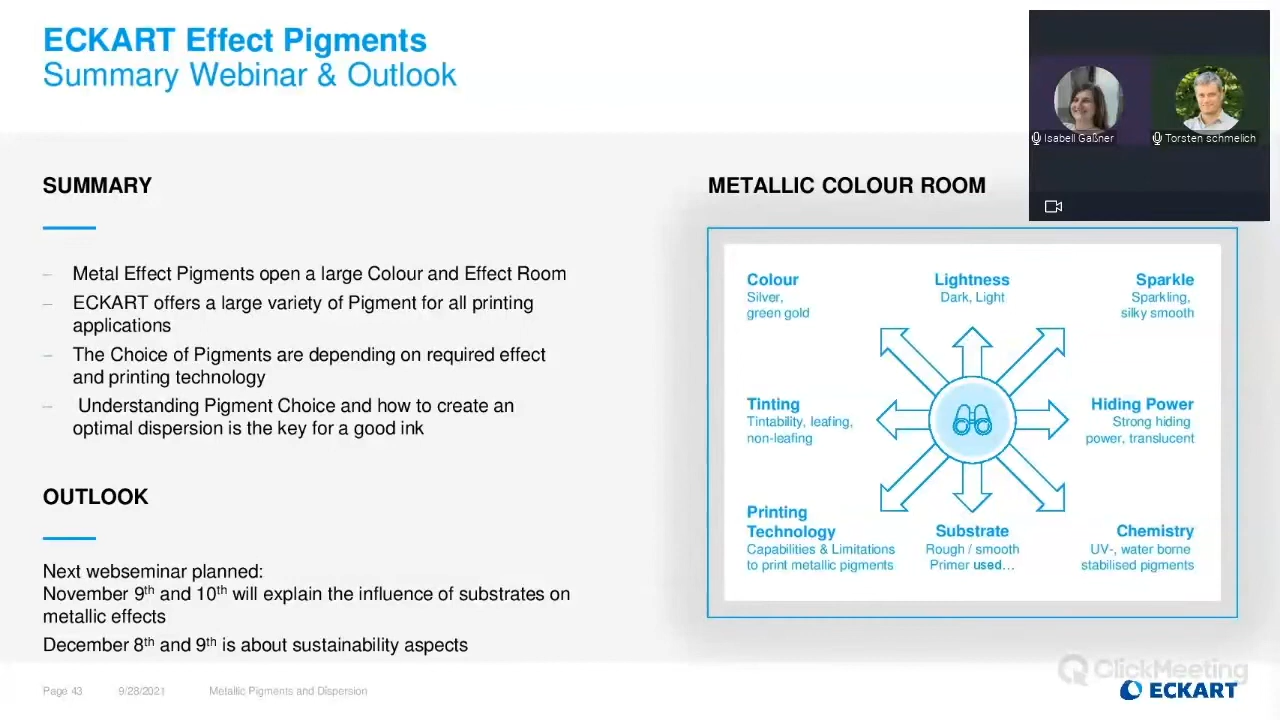 ECKART Effect Pigments
Summary Webinar & Outlook
Isabell Gaßner
Torsten schmelich
SUMMARY
– Metal Effect Pigments open a large Colour and Effect Room
– ECKART offers a large variety of Pigment for all printing
applications
– The Choice of Pigments are depending on required effect
and printing technology
– Understanding Pigment Choice and how to create an
optimal dispersion is the key for a good ink
OUTLOOK
Next webseminar planned:
November 9th and 10th will explain the influence of substrates on
metallic effects
December 8th and 9th is about sustainability aspects
METALLIC COLOUR ROOM
Colour
Silver,
green gold
Lightness
Dark, Light
Sparkle
Sparkling,
silky smooth
Tinting
Tintability, leafing,
non-leafing
Hiding Power
Strong hiding
power, translucent
Printing
Technology
Capabilities & Limitations
to print metallic pigments
Substrate
Rough / smooth
Primer used…
Chemistry
UV-, water borne
stabilised pigments
Page 43
9/28/2021
Metallic Pigments and Dispersion
ClickMeeting
ECKART